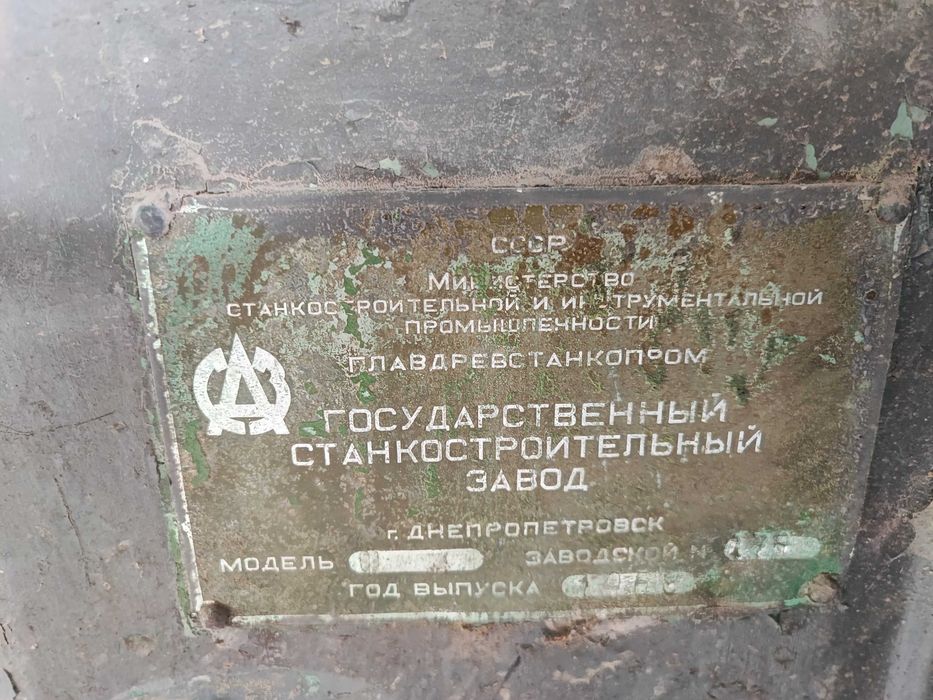 СССР
МИНИСТЕРСТВО
СТАНКОСТРОИТЕЛЬНОЙ И ИНСТРУМЕНТАЛЬНОЙ
ПРОМЫШЛЕННОСТИ
ГЛАВДРЕВСТАНКОПРОМ
ГОСУДАРСТВЕННЫЙ
СТАНКОСТРОИТЕЛЬНЫЙ
ЗАВОД
г. ДНЕПРОПЕТРОВСК
МОДЕЛЬ ЗАВОДСКОЙ №
ГОД ВЫПУСКА